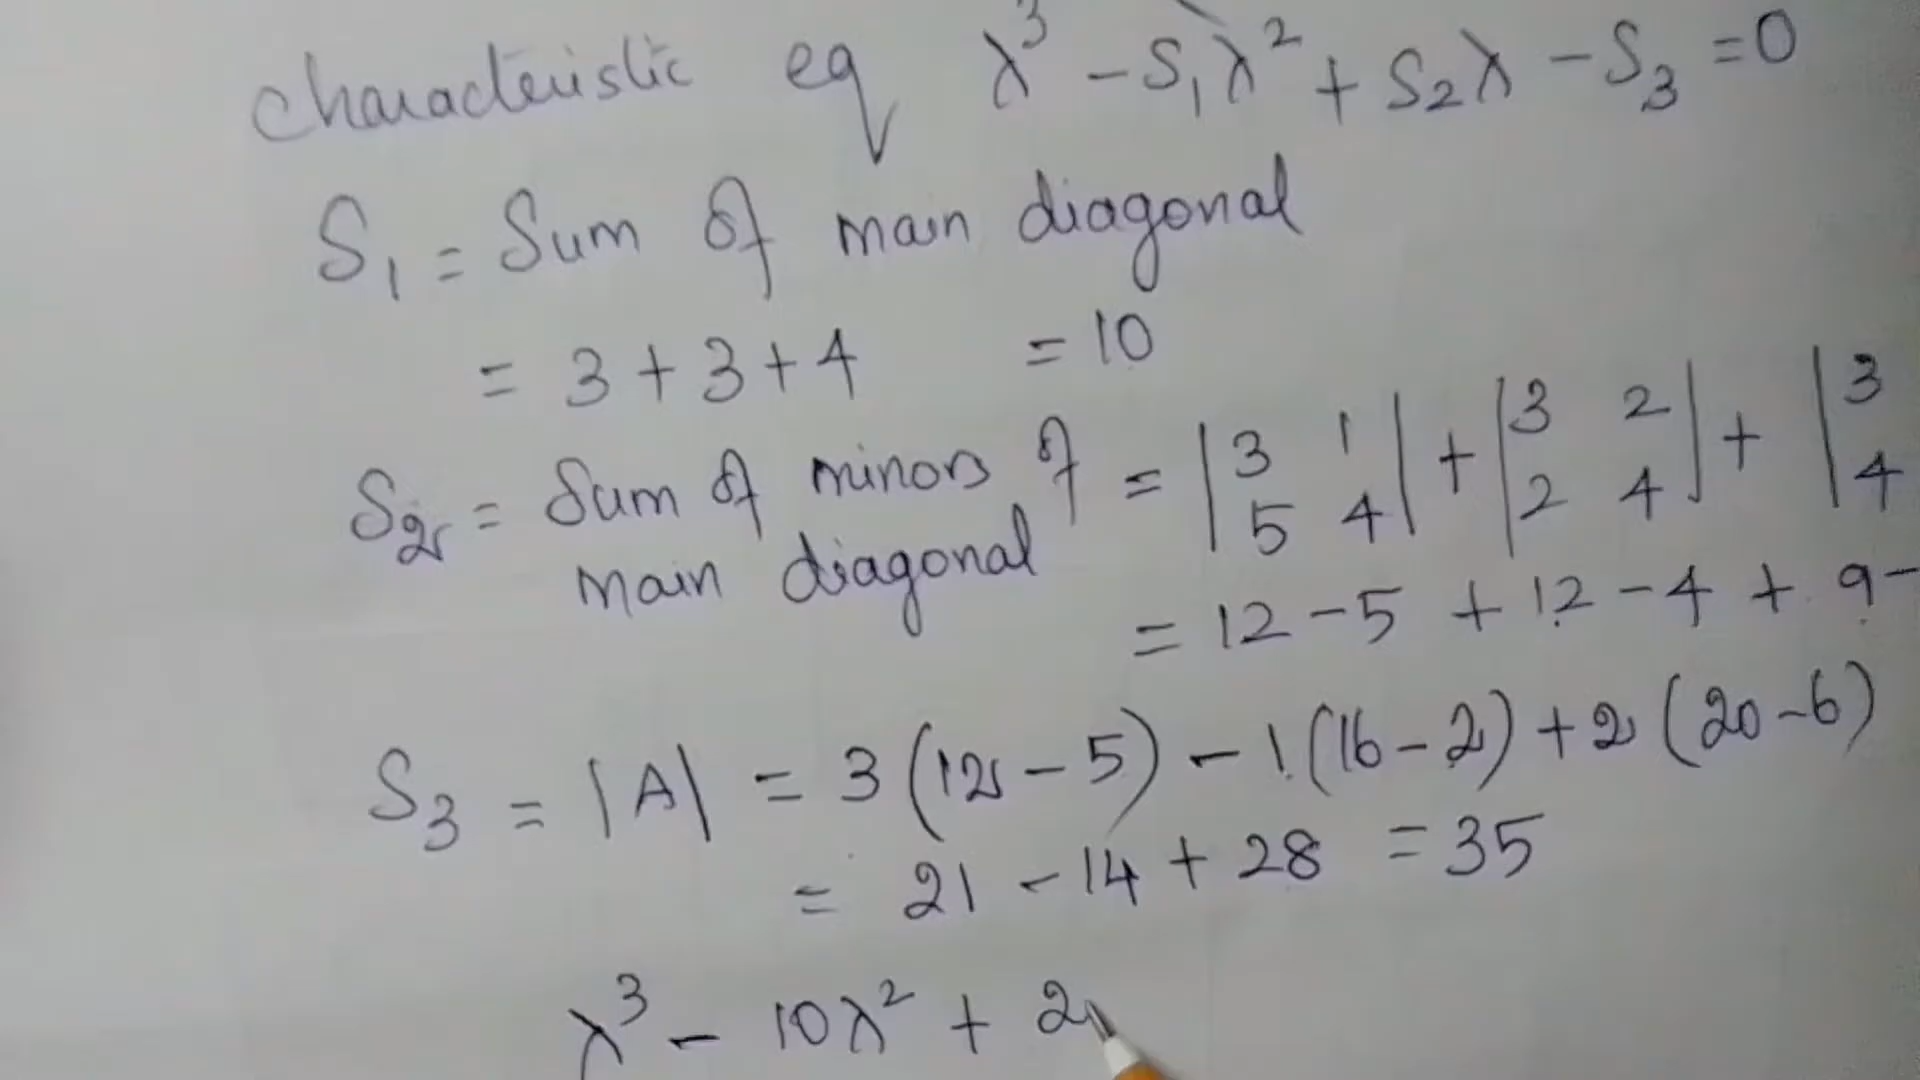 characteristic eq λ³ - S₁λ² + S₂λ - S₃ = 0
S₁ = Sum of main diagonal
= 3 + 3 + 4 = 10
S₂ = Sum of minors of = |3 1| + |3 2| + |3
main diagonal |5 4| |2 4| |4
= 12 - 5 + 12 - 4 + 9 -
S₃ = |A| = 3(12 - 5) - 1(16 - 2) + 2(20 - 6)
= 21 - 14 + 28 = 35
λ³ - 10λ² + 2